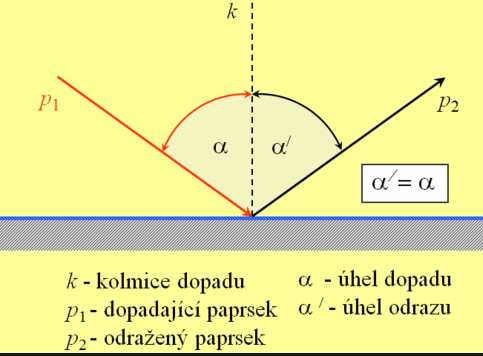 k
p₁
p₂
α
α′
α′= α
k - kolmice dopadu
p₁ - dopadající paprsek
p₂ - odražený paprsek
α - úhel dopadu
α ′ - úhel odrazu